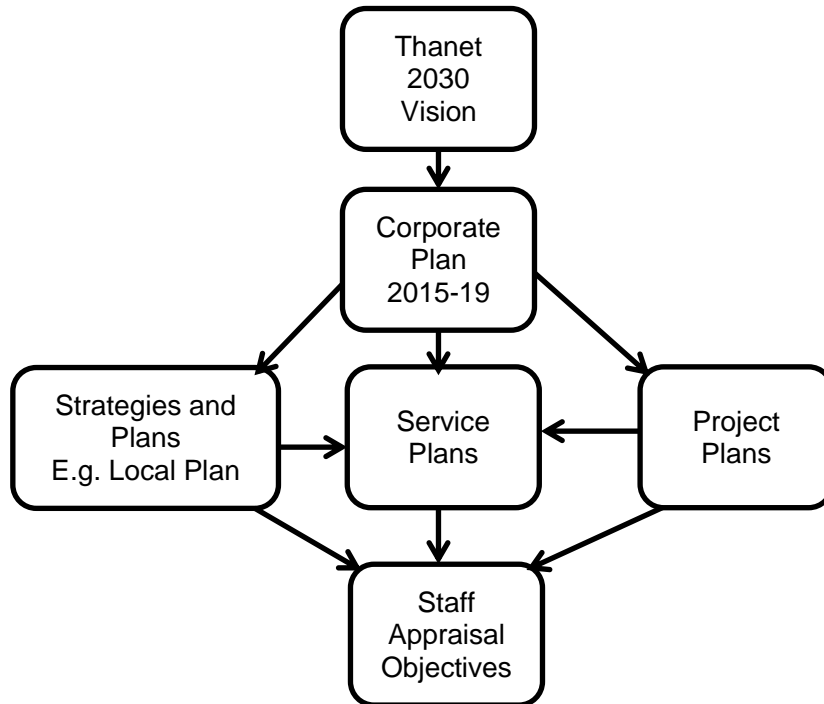 Thanet
2030
Vision
Corporate
Plan
2015-19
Strategies and
Plans
E.g. Local Plan
Service
Plans
Project
Plans
Staff
Appraisal
Objectives